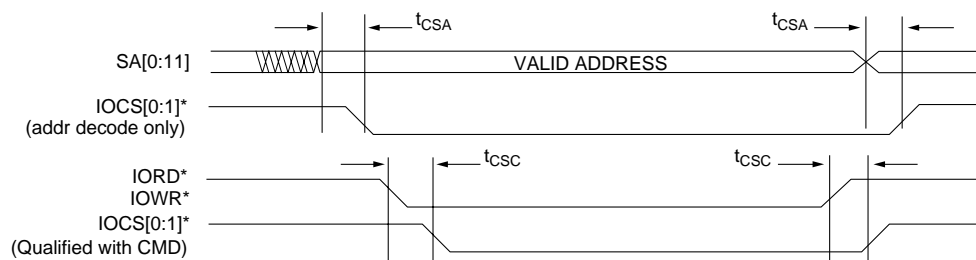 tCSA
tCSA
SA[0:11]
VALID ADDRESS
IOCS[0:1]*
(addr decode only)
tCSC
tCSC
IORD*
IOWR*
IOCS[0:1]*
(Qualified with CMD)